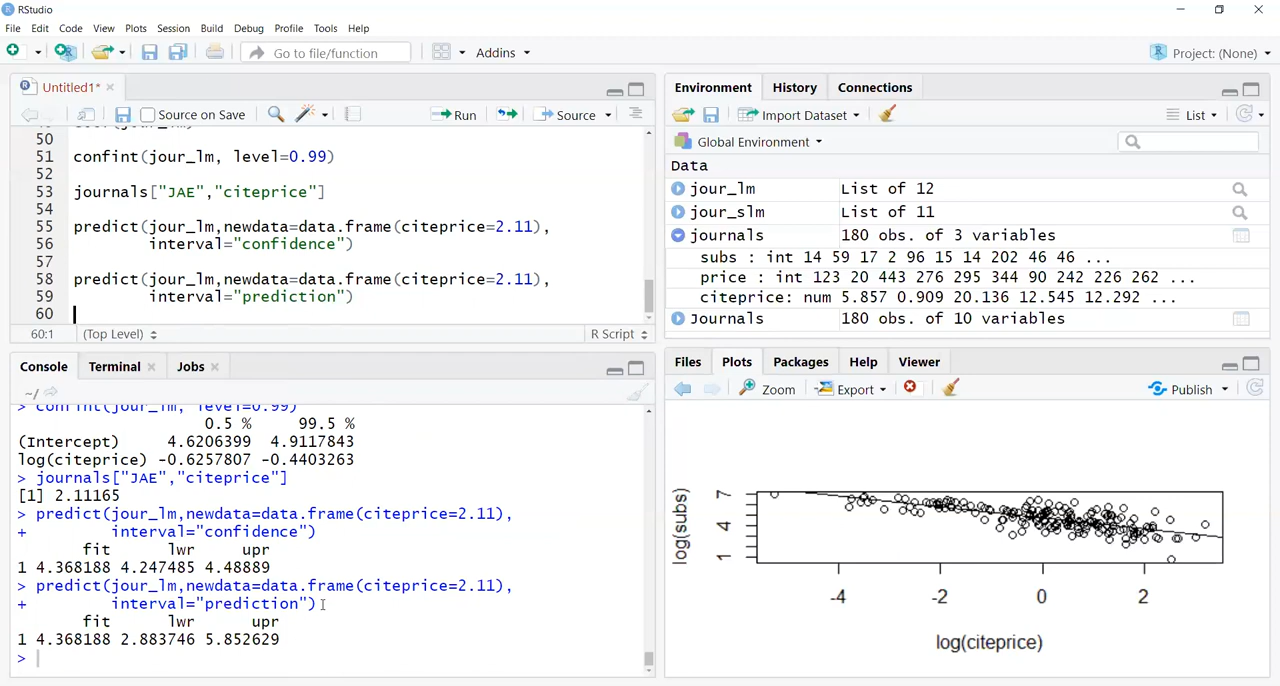 RStudio
File Edit Code View Plots Session Build Debug Profile Tools Help
Go to file/function Addins Project: (None)
Untitled1*
Source on Save Run Source
50
51 confint(jour_lm, level=0.99)
52
53 journals["JAE","citeprice"]
54
55 predict(jour_lm,newdata=data.frame(citeprice=2.11),
56 interval="confidence")
57
58 predict(jour_lm,newdata=data.frame(citeprice=2.11),
59 interval="prediction")
60
60:1 (Top Level) R Script
Console Terminal Jobs
~/
> confint(jour_lm, level=0.99)
0.5 % 99.5 %
(Intercept) 4.6206399 4.9117843
log(citeprice) -0.6257807 -0.4403263
> journals["JAE","citeprice"]
[1] 2.11165
> predict(jour_lm,newdata=data.frame(citeprice=2.11),
+ interval="confidence")
fit lwr upr
1 4.368188 4.247485 4.48889
> predict(jour_lm,newdata=data.frame(citeprice=2.11),
+ interval="prediction")
fit lwr upr
1 4.368188 2.883746 5.852629
>
Environment History Connections
Import Dataset List
Global Environment
Data
jour_lm List of 12
jour_slm List of 11
journals 180 obs. of 3 variables
subs : int 14 59 17 2 96 15 14 202 46 46 ...
price : int 123 20 443 276 295 344 90 242 226 262 ...
citeprice: num 5.857 0.909 20.136 12.545 12.292 ...
Journals 180 obs. of 10 variables
Files Plots Packages Help Viewer
Zoom Export Publish
log(subs)
7
4
1
-4 -2 0 2
log(citeprice)